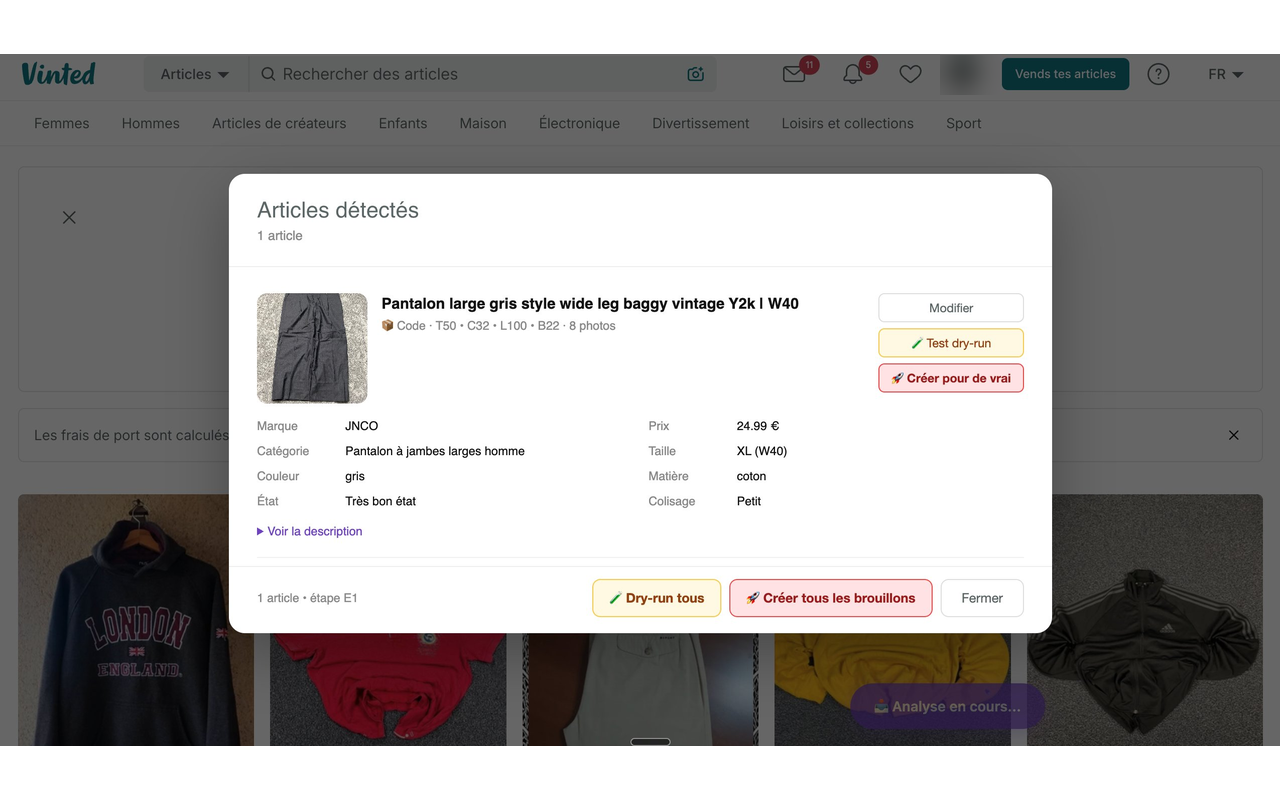 Vinted
Articles
Rechercher des articles
11
5
Vends tes articles
?
FR
Femmes
Hommes
Articles de créateurs
Enfants
Maison
Électronique
Divertissement
Loisirs et collections
Sport
Articles détectés
1 article
Pantalon large gris style wide leg baggy vintage Y2k | W40
📦 Code · T50 • C32 • L100 • B22 · 8 photos
Modifier
🧪 Test dry-run
🚀 Créer pour de vrai
Marque JNCO
Prix 24.99 €
Catégorie Pantalon à jambes larges homme
Taille XL (W40)
Couleur gris
Matière coton
État Très bon état
Colisage Petit
▶ Voir la description
1 article • étape E1
🧪 Dry-run tous
🚀 Créer tous les brouillons
Fermer
Les frais de port sont calculés
LONDON
ENGLAND.
adidas
📥 Analyse en cours...